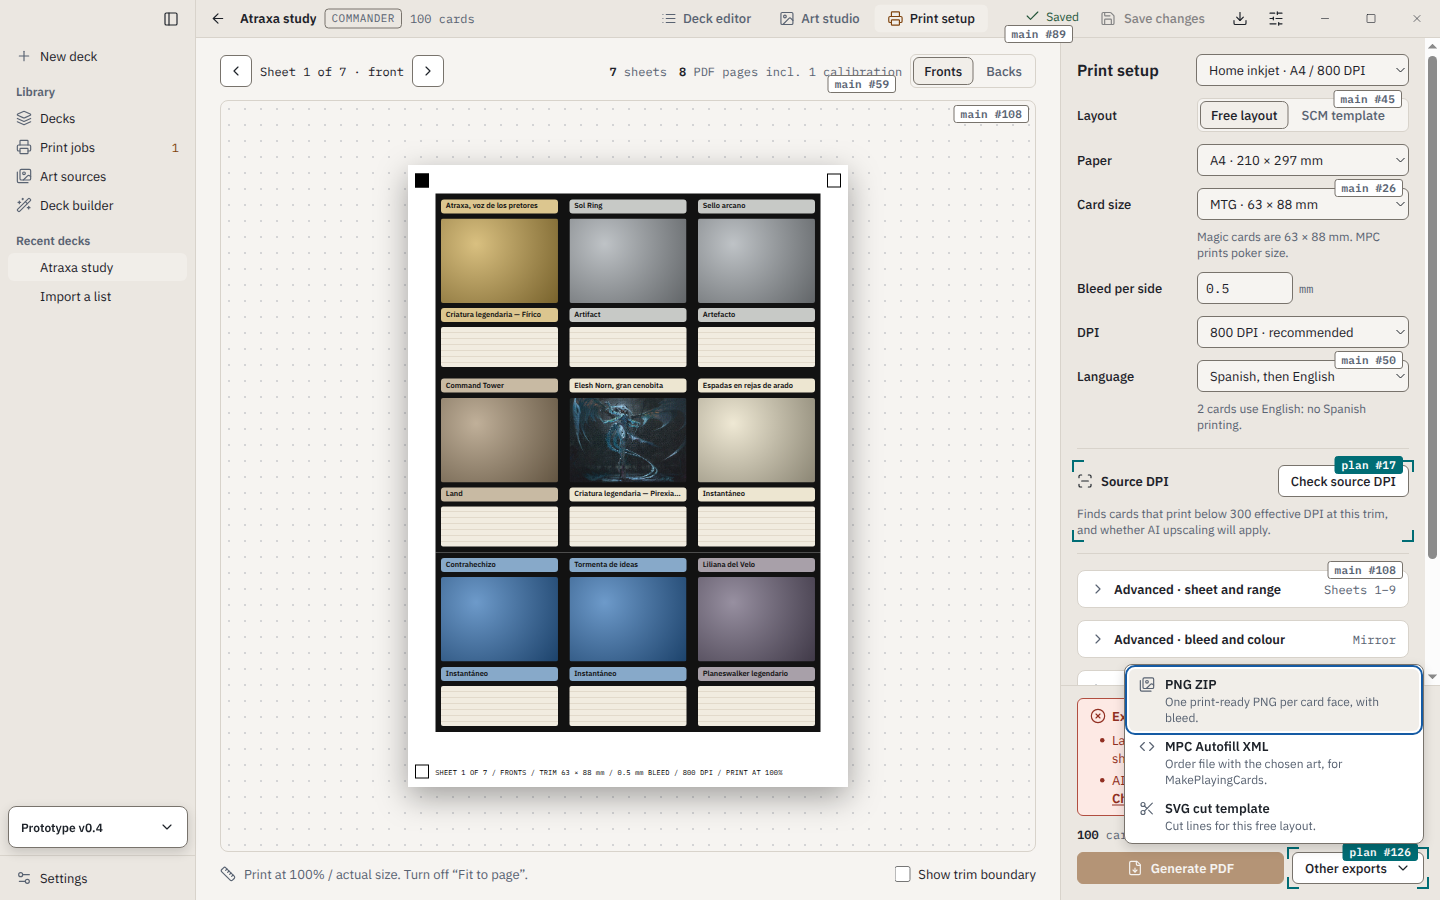 Atraxa study COMMANDER 100 cards
Deck editor
Art studio
Print setup
Saved
main #89
Save changes
New deck
Library
Decks
Print jobs 1
Art sources
Deck builder
Recent decks
Atraxa study
Import a list
Prototype v0.4
Settings
Sheet 1 of 7 · front
7 sheets 8 PDF pages incl. 1 calibration
main #59
Fronts Backs
main #108
Atraxa, voz de los pretores
Sol Ring
Sello arcano
Criatura legendaria — Fírico
Artifact
Artefacto
Command Tower
Elesh Norn, gran cenobita
Espadas en rejas de arado
Land
Criatura legendaria — Pirexia...
Instantáneo
Contrahechizo
Tormenta de ideas
Liliana del Velo
Instantáneo
Instantáneo
Planeswalker legendario
SHEET 1 OF 7 / FRONTS / TRIM 63 × 88 mm / 0.5 mm BLEED / 800 DPI / PRINT AT 100%
Print at 100% / actual size. Turn off “Fit to page”.
Show trim boundary
Print setup
Home inkjet · A4 / 800 DPI
main #45
Layout
Free layout SCM template
Paper
A4 · 210 × 297 mm
main #26
Card size
MTG · 63 × 88 mm
Magic cards are 63 × 88 mm. MPC
prints poker size.
Bleed per side
0.5 mm
DPI
800 DPI · recommended
main #50
Language
Spanish, then English
2 cards use English: no Spanish
printing.
plan #17
Source DPI
Check source DPI
Finds cards that print below 300 effective DPI at this trim,
and whether AI upscaling will apply.
main #108
Advanced · sheet and range Sheets 1–9
Advanced · bleed and colour Mirror
PNG ZIP
One print-ready PNG per card face, with
bleed.
MPC Autofill XML
Order file with the chosen art, for
MakePlayingCards.
SVG cut template
Cut lines for this free layout.
Ex
La
sh
AI
Ch
100 car
plan #126
Generate PDF
Other exports